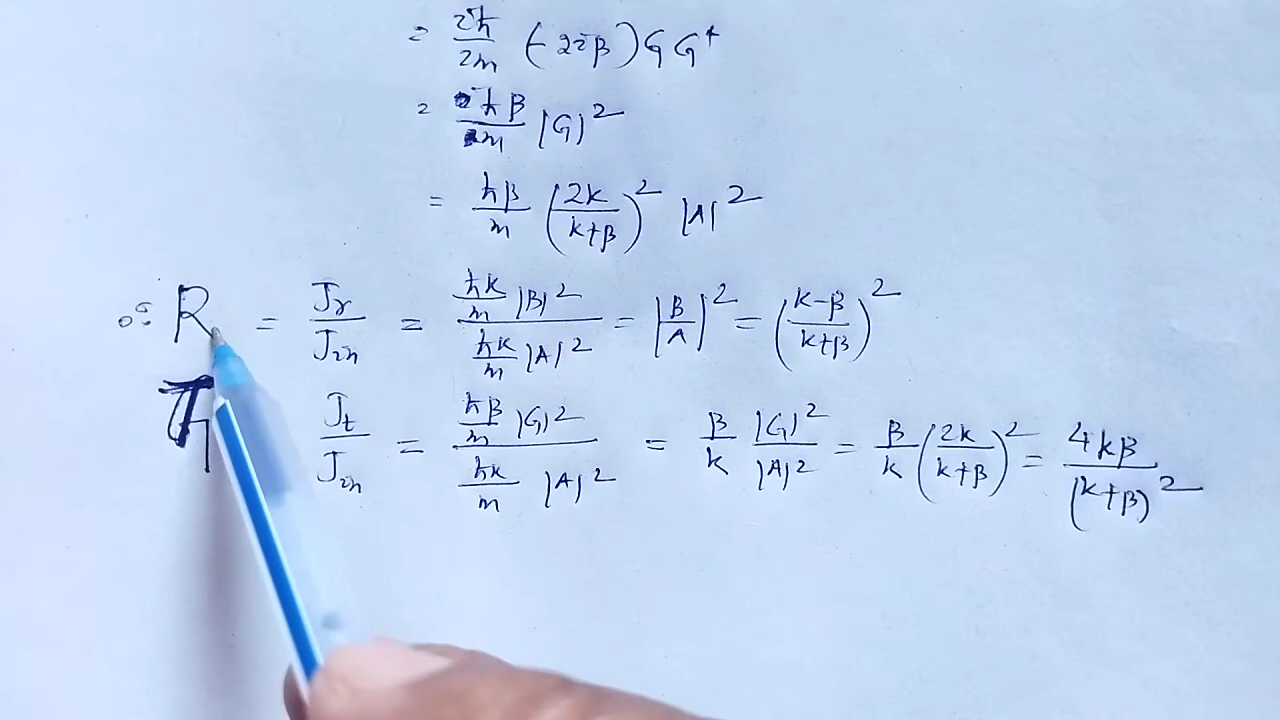 = iħ/2m (-2iβ) G G*
= ħβ/m |G|²
= ħβ/m (2k/(k+β))² |A|²
∴ R = Jr/Jin = (ħk/m |B|²)/(ħk/m |A|²) = |B/A|² = ((k-β)/(k+β))²
T Jt/Jin = (ħβ/m |G|²)/(ħk/m |A|²) = β/k |G|²/|A|² = β/k (2k/(k+β))² = 4kβ/(k+β)²